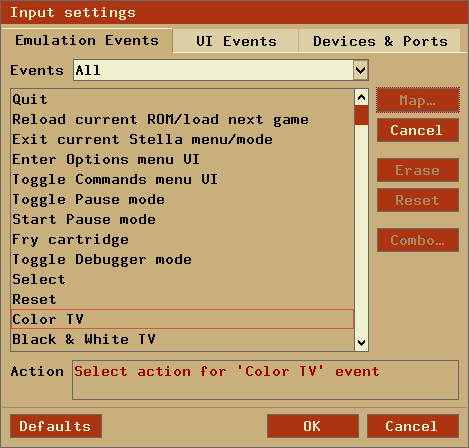 Input settings
Emulation Events UI Events Devices & Ports
Events All
Quit
Reload current ROM/load next game
Exit current Stella menu/mode
Enter Options menu UI
Toggle Commands menu UI
Toggle Pause mode
Start Pause mode
Fry cartridge
Toggle Debugger mode
Select
Reset
Color TV
Black & White TV
Map…
Cancel
Erase
Reset
Combo…
Action Select action for 'Color TV' event
Defaults OK Cancel